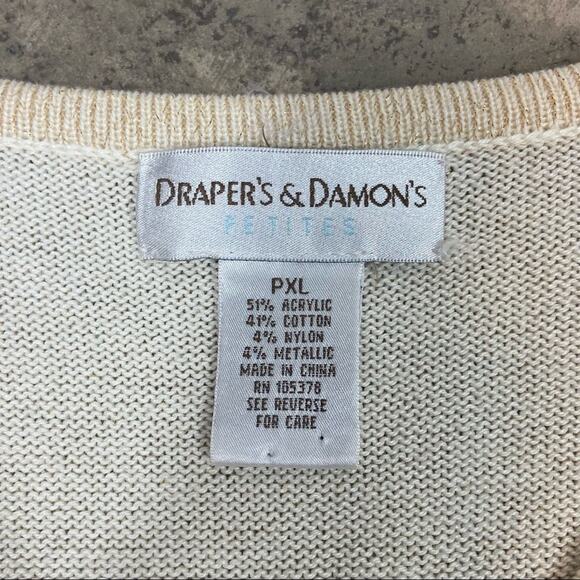 DRAPER'S & DAMON'S
PETITES
PXL
51% ACRYLIC
41% COTTON
4% NYLON
4% METALLIC
MADE IN CHINA
RN 105378
SEE REVERSE
FOR CARE